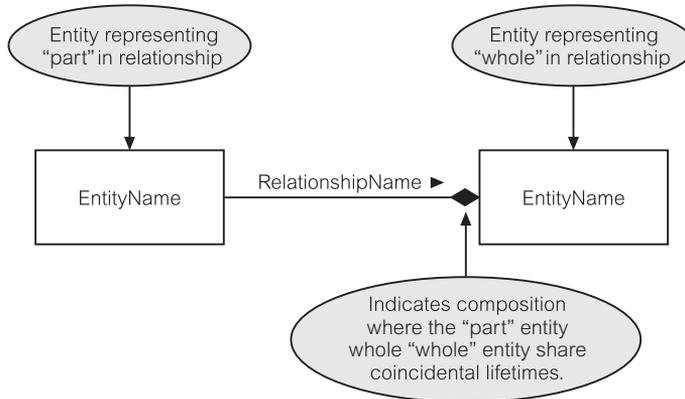 Entity representing
“part” in relationship
Entity representing
“whole” in relationship
EntityName
RelationshipName ►
EntityName
Indicates composition
where the “part” entity
whole “whole” entity share
coincidental lifetimes.